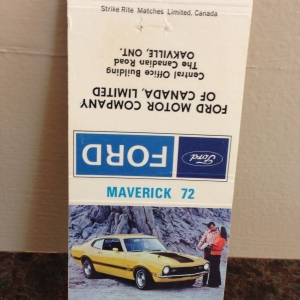 Strike Rite Matches Limited, Canada
FORD MOTOR COMPANY
OF CANADA, LIMITED
Central Office Building
The Canadian Road
OAKVILLE, ONT.
Ford
FORD
MAVERICK 72